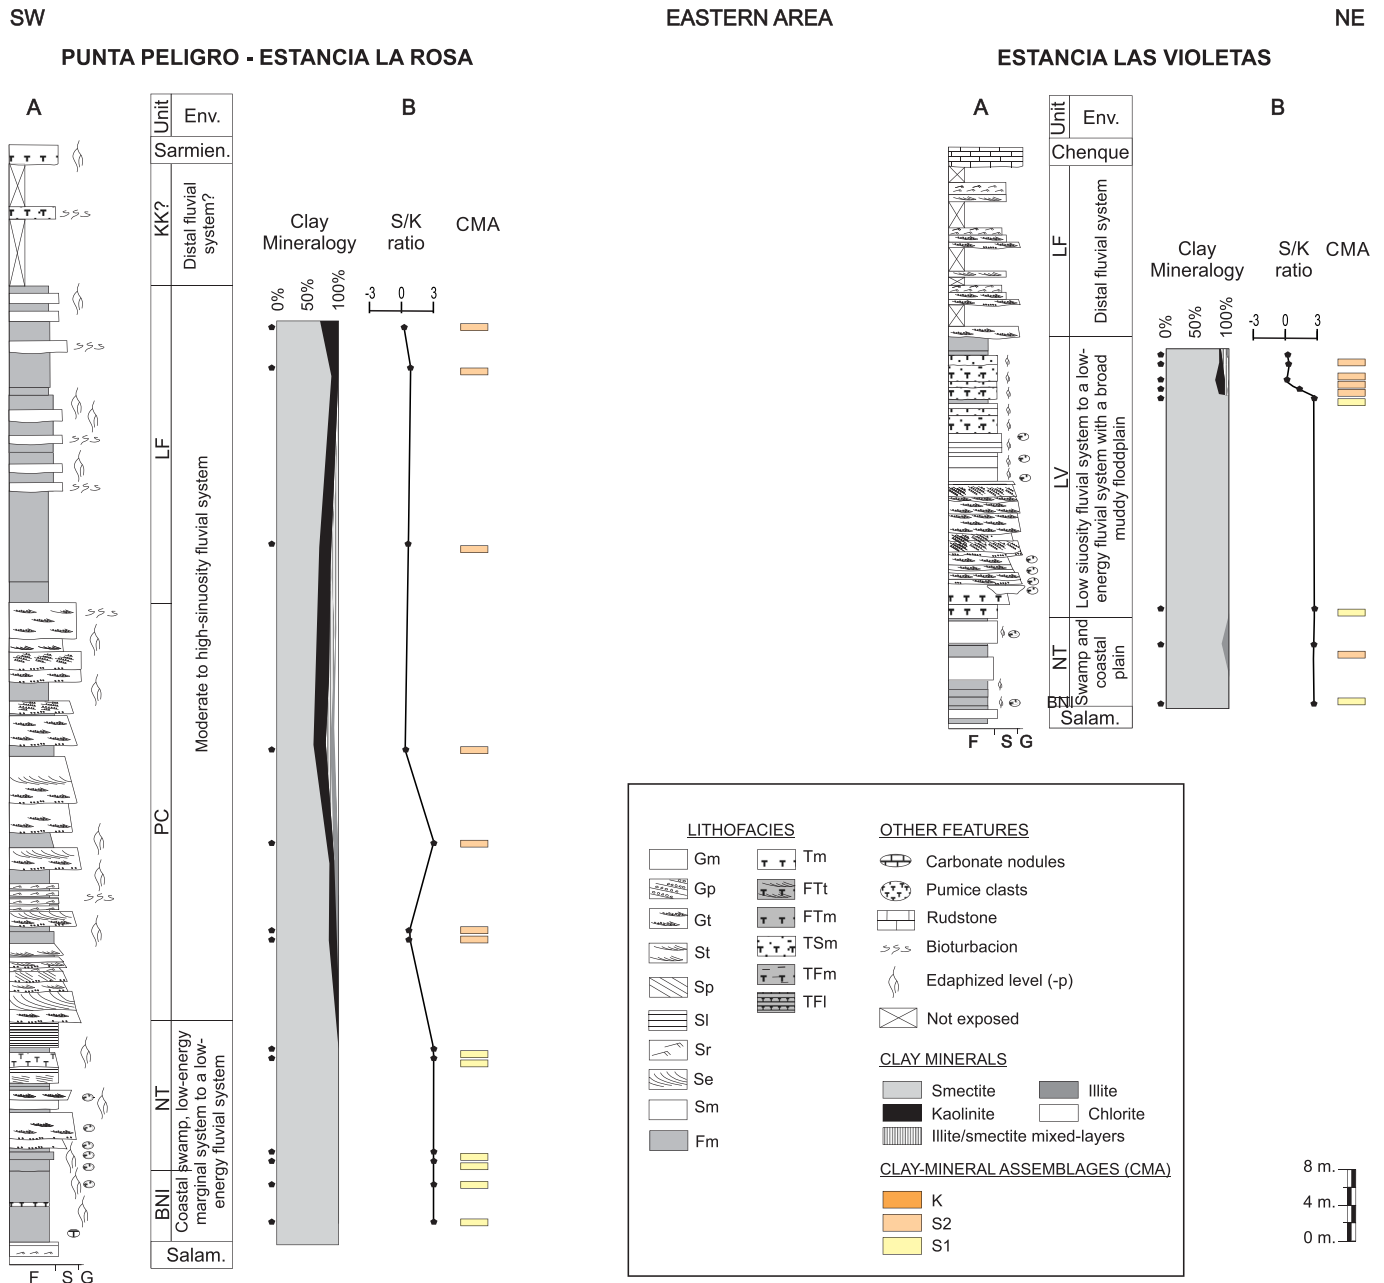 SW EASTERN AREA NE
PUNTA PELIGRO - ESTANCIA LA ROSA
A B
Unit Env.
Sarmien.
KK?
Distal fluvial
system?
LF
Moderate to high-sinuosity fluvial system
PC
NT
Coastal swamp, low-energy
marginal system to a low-
energy fluvial system
BNI
Salam.
F S G
Clay
Mineralogy
0% 50% 100%
S/K
ratio
-3 0 3
CMA
ESTANCIA LAS VIOLETAS
A B
Unit Env.
Chenque
LF
Distal fluvial system
LV
Low siuosity fluvial system to a low-
energy fluvial system with a broad
muddy floddplain
NT
Swamp and
coastal
plain
BNI
Salam.
F S G
Clay
Mineralogy
0% 50% 100%
S/K
ratio
-3 0 3
CMA
LITHOFACIES
Gm
Gp
Gt
St
Sp
Sl
Sr
Se
Sm
Fm
Tm
FTt
FTm
TSm
TFm
TFl
OTHER FEATURES
Carbonate nodules
Pumice clasts
Rudstone
Bioturbacion
Edaphized level (-p)
Not exposed
CLAY MINERALS
Smectite Illite
Kaolinite Chlorite
Illite/smectite mixed-layers
CLAY-MINERAL ASSEMBLAGES (CMA)
K
S2
S1
8 m.
4 m.
0 m.